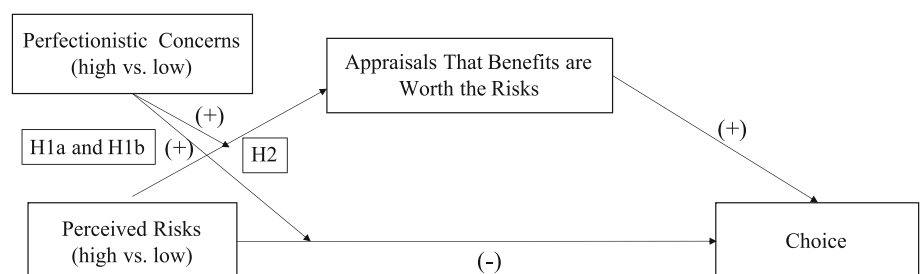 Perfectionistic Concerns
(high vs. low)
Appraisals That Benefits are
Worth the Risks
(+)
(+)
(+)
H1a and H1b
H2
Perceived Risks
(high vs. low)
Choice
(-)